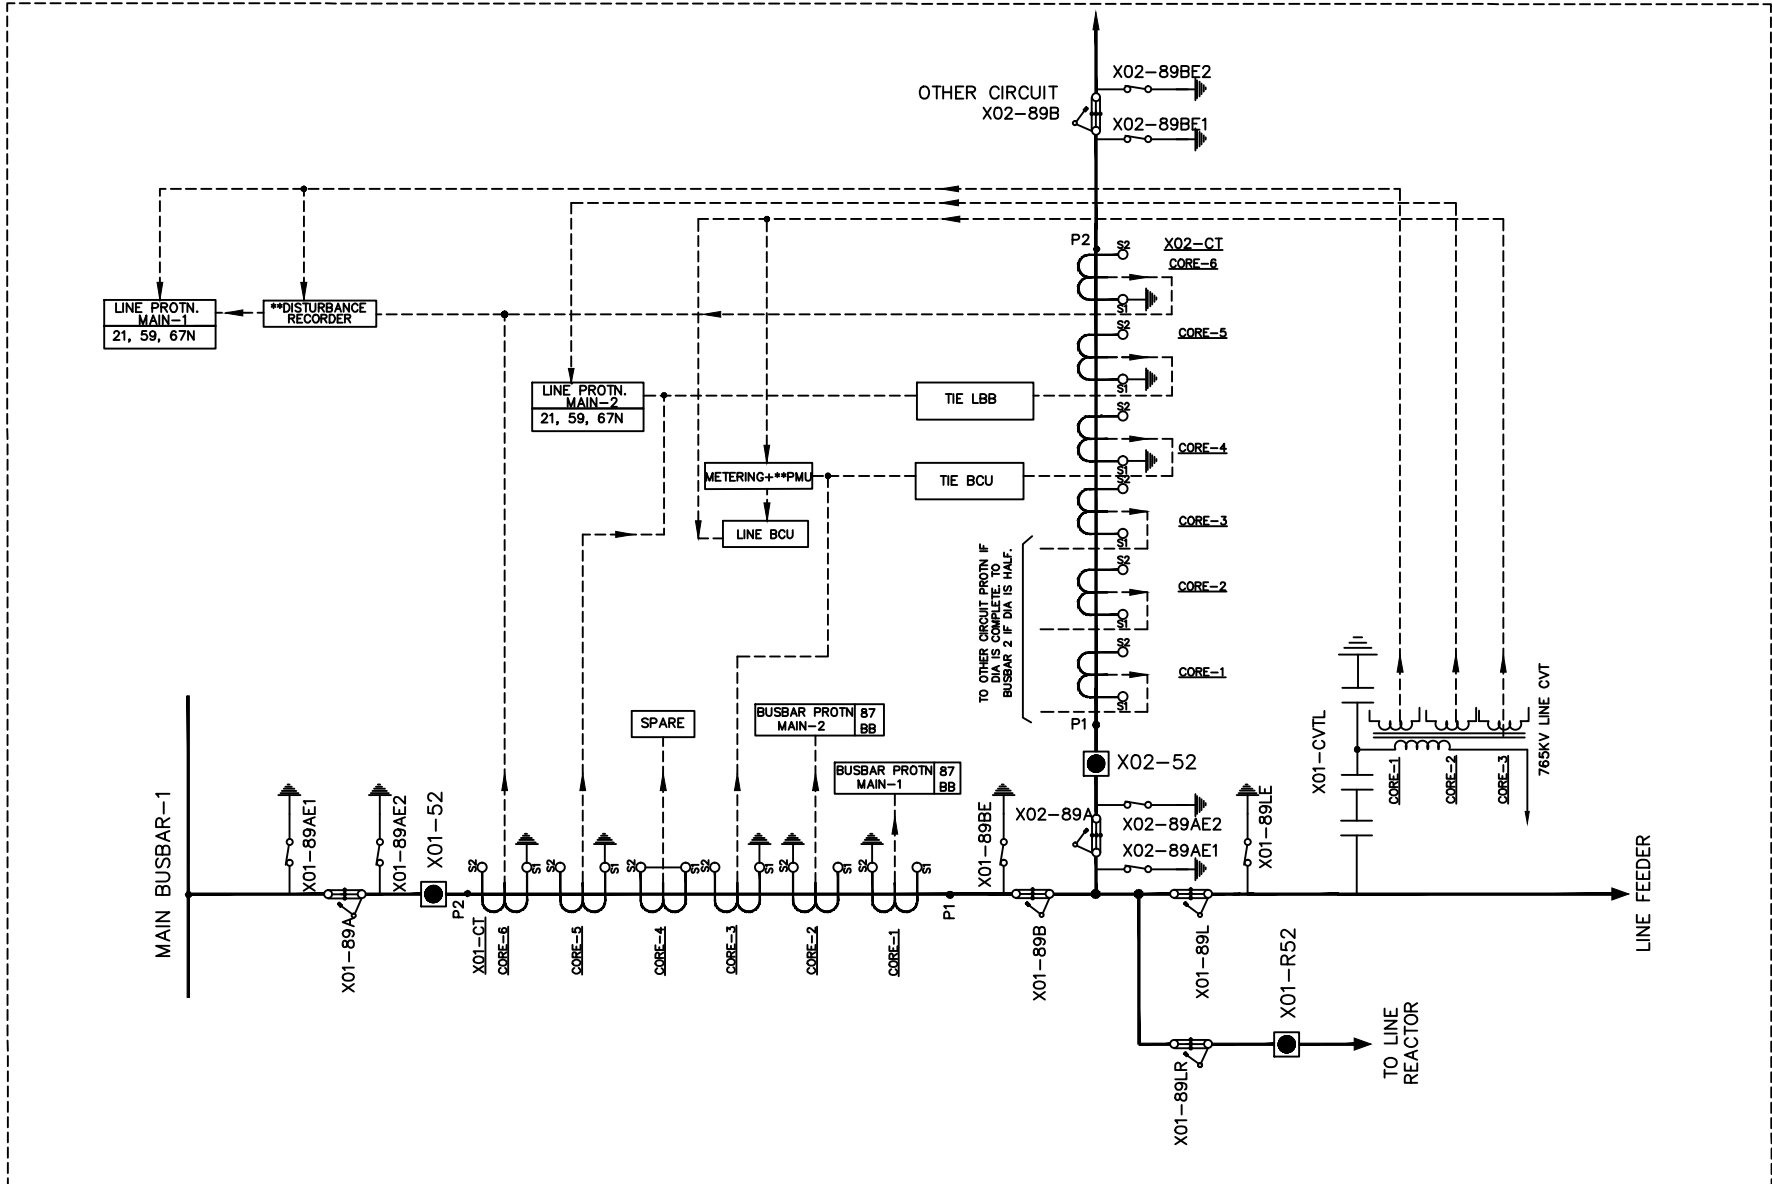 X02-89BE2
OTHER CIRCUIT
X02-89B
X02-89BE1
P2
S2
X02-CT
CORE-6
S1
LINE PROTN.
MAIN-1
21, 59, 67N
**DISTURBANCE
RECORDER
S2
CORE-5
S1
LINE PROTN.
MAIN-2
21, 59, 67N
TIE LBB
S2
CORE-4
S1
METERING+**PMU
TIE BCU
S2
CORE-3
S1
LINE BCU
TO OTHER CIRCUIT PROTN IF
DIA IS COMPLETE. TO
BUSBAR 2 IF DIA IS HALF.
S2
CORE-2
S1
S2
CORE-1
S1
P1
SPARE
BUSBAR PROTN
MAIN-2
87
BB
BUSBAR PROTN
MAIN-1
87
BB
X02-52
X01-CVTL
CORE-1
CORE-2
CORE-3
765KV LINE CVT
MAIN BUSBAR-1
X01-89AE1
X01-89AE2
X01-52
X01-89BE
X02-89A
X02-89AE2
X02-89AE1
X01-89LE
S2
S1
S2
S1
S2
S1
S2
S1
S2
S1
S2
S1
P2
P1
X01-89A
X01-CT
CORE-6
CORE-5
CORE-4
CORE-3
CORE-2
CORE-1
X01-89B
X01-89L
X01-R52
LINE FEEDER
X01-89LR
TO LINE
REACTOR